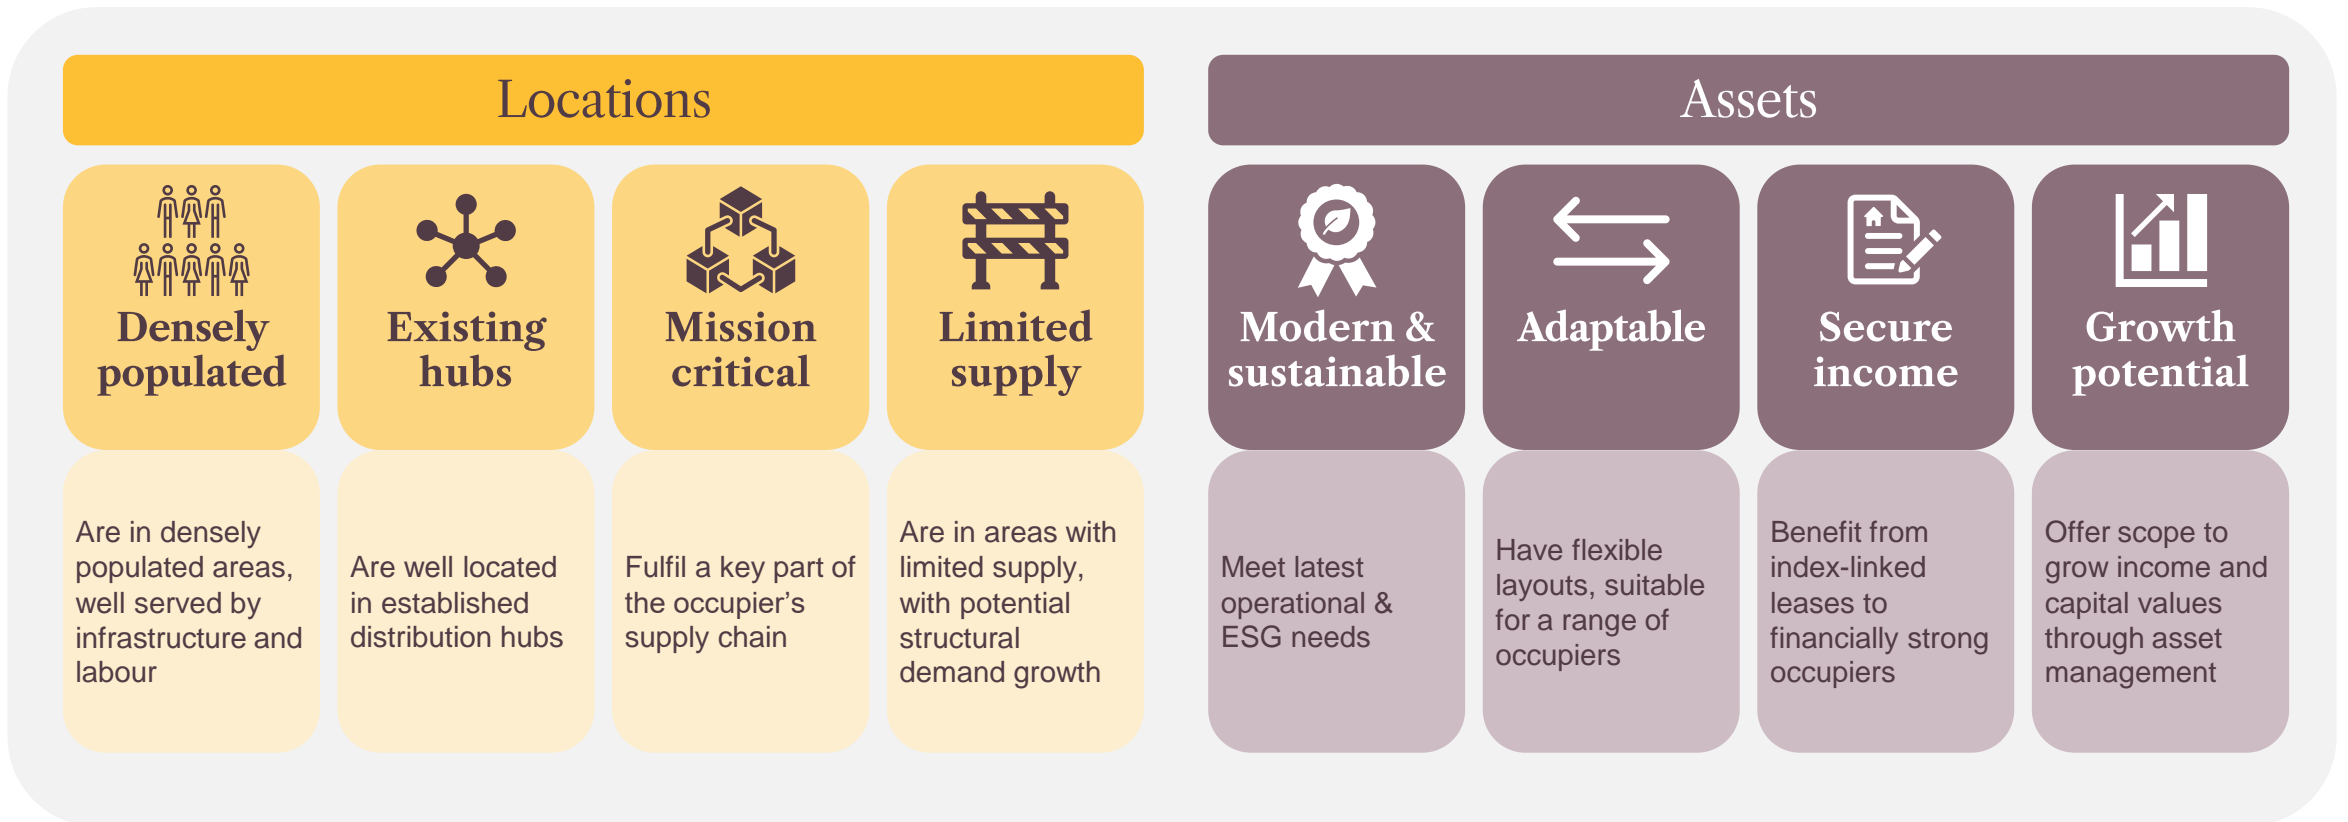 Locations
Densely
populated
Are in densely
populated areas,
well served by
infrastructure and
labour
Existing
hubs
Are well located
in established
distribution hubs
Mission
critical
Fulfil a key part of
the occupier’s
supply chain
Limited
supply
Are in areas with
limited supply,
with potential
structural
demand growth
Assets
Modern &
sustainable
Meet latest
operational &
ESG needs
Adaptable
Have flexible
layouts, suitable
for a range of
occupiers
Secure
income
Benefit from
index-linked
leases to
financially strong
occupiers
Growth
potential
Offer scope to
grow income and
capital values
through asset
management